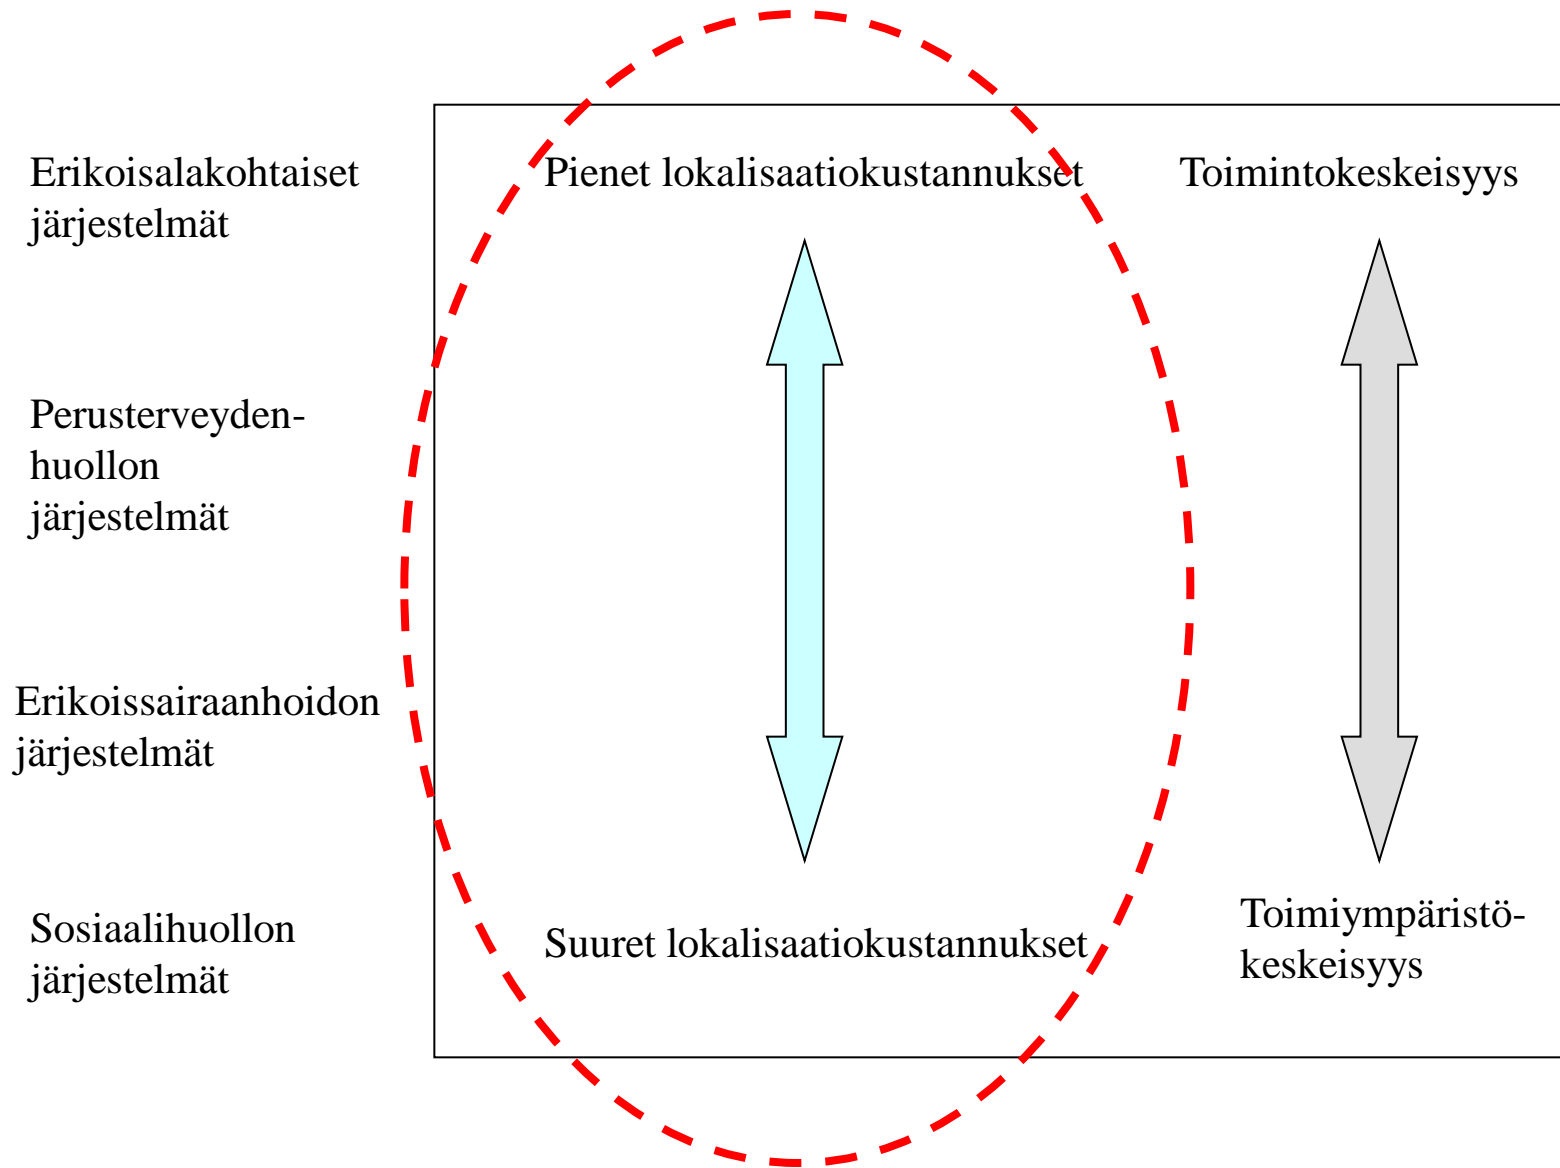 Erikoisalakohtaiset
järjestelmät
Pienet lokalisaatiokustannukset
Toimintokeskeisyys
Perusterveyden-
huollon
järjestelmät
Erikoissairaanhoidon
järjestelmät
Sosiaalihuollon
järjestelmät
Suuret lokalisaatiokustannukset
Toimiympäristö-
keskeisyys